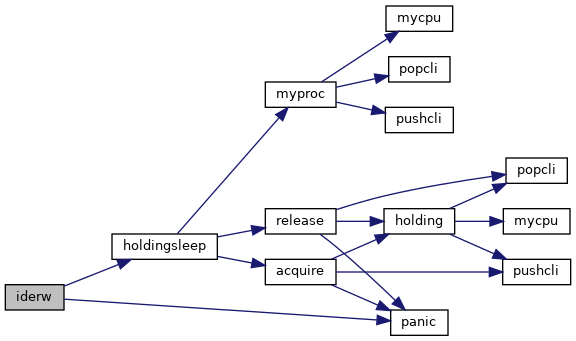 mycpu
popcli
myproc
pushcli
popcli
release
holding
mycpu
holdingsleep
acquire
pushcli
iderw
panic